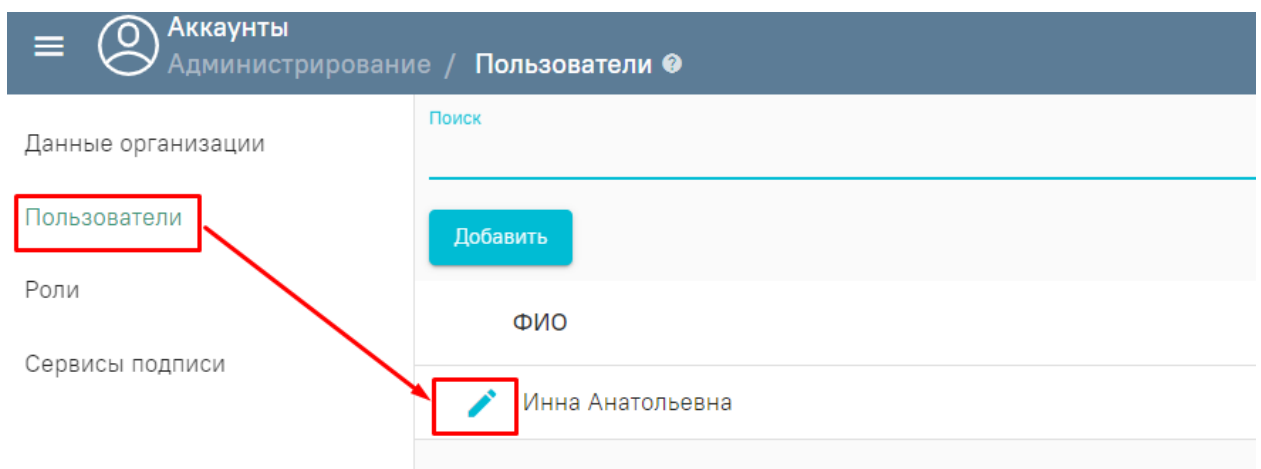 Аккаунты
Администрирование / Пользователи ?
Данные организации
Пользователи
Роли
Сервисы подписи
Поиск
Добавить
ФИО
Инна Анатольевна